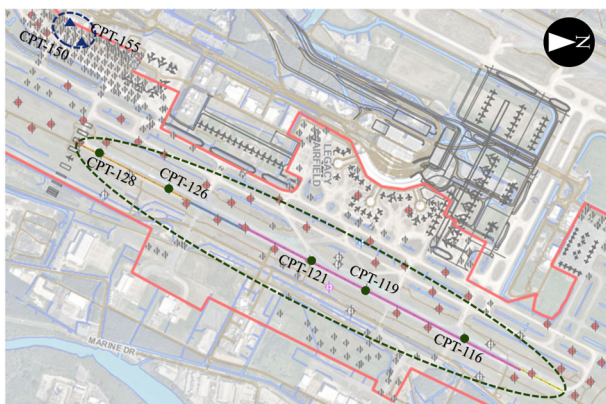 CPT-155
CPT-150
N
LEGACY
AIRFIELD
CPT-128
CPT-126
CPT-121
CPT-119
CPT-116
MARINE DR